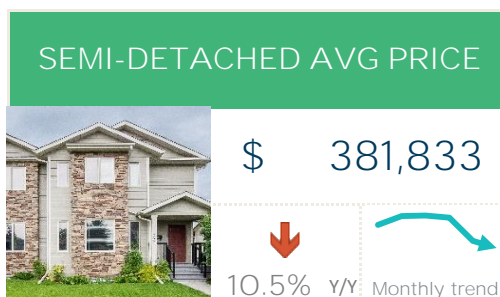 SEMI-DETACHED AVG PRICE
$ 381,833
10.5% Y/Y Monthly trend